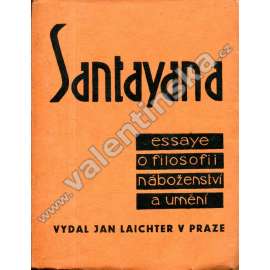 Santayana
essaye
o filosofii
náboženství
a umění
VYDAL JAN LAICHTER V PRAZE
www.valentinska.cz